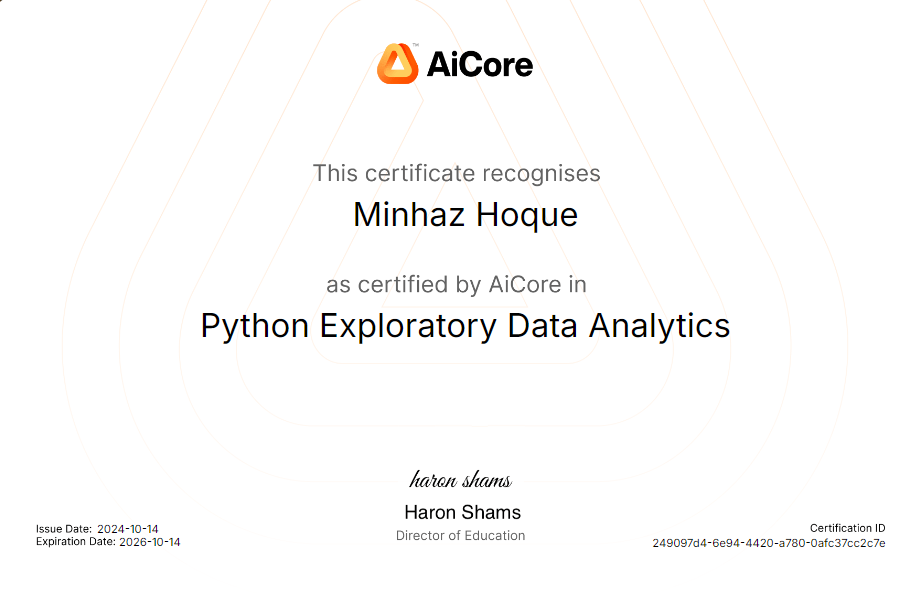 AiCore
This certificate recognises
Minhaz Hoque
as certified by AiCore in
Python Exploratory Data Analytics
haron shams
Haron Shams
Director of Education
Issue Date: 2024-10-14
Expiration Date: 2026-10-14
Certification ID
249097d4-6e94-4420-a780-0afc37cc2c7e